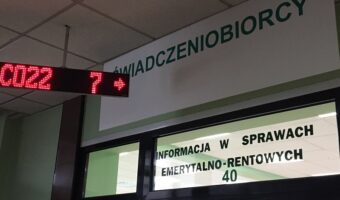 ŚWIADCZENIOBIORCY
C022 7 →
INFORMACJA W SPRAWACH
EMERYTALNO-RENTOWYCH
40